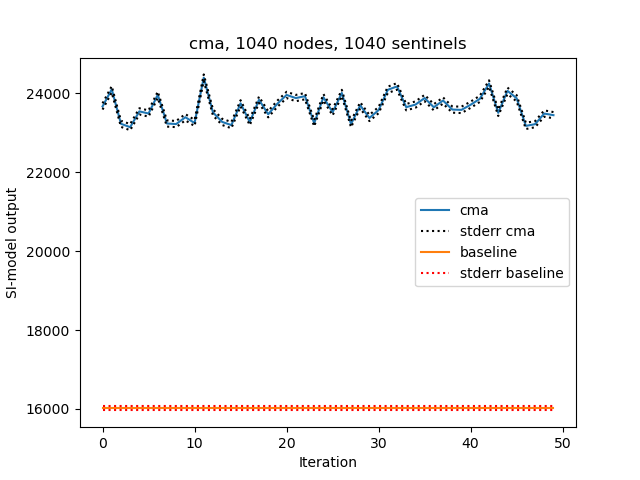 cma, 1040 nodes, 1040 sentinels
24000
22000
20000
18000
16000
SI-model output
cma
stderr cma
baseline
stderr baseline
0
10
20
30
40
50
Iteration